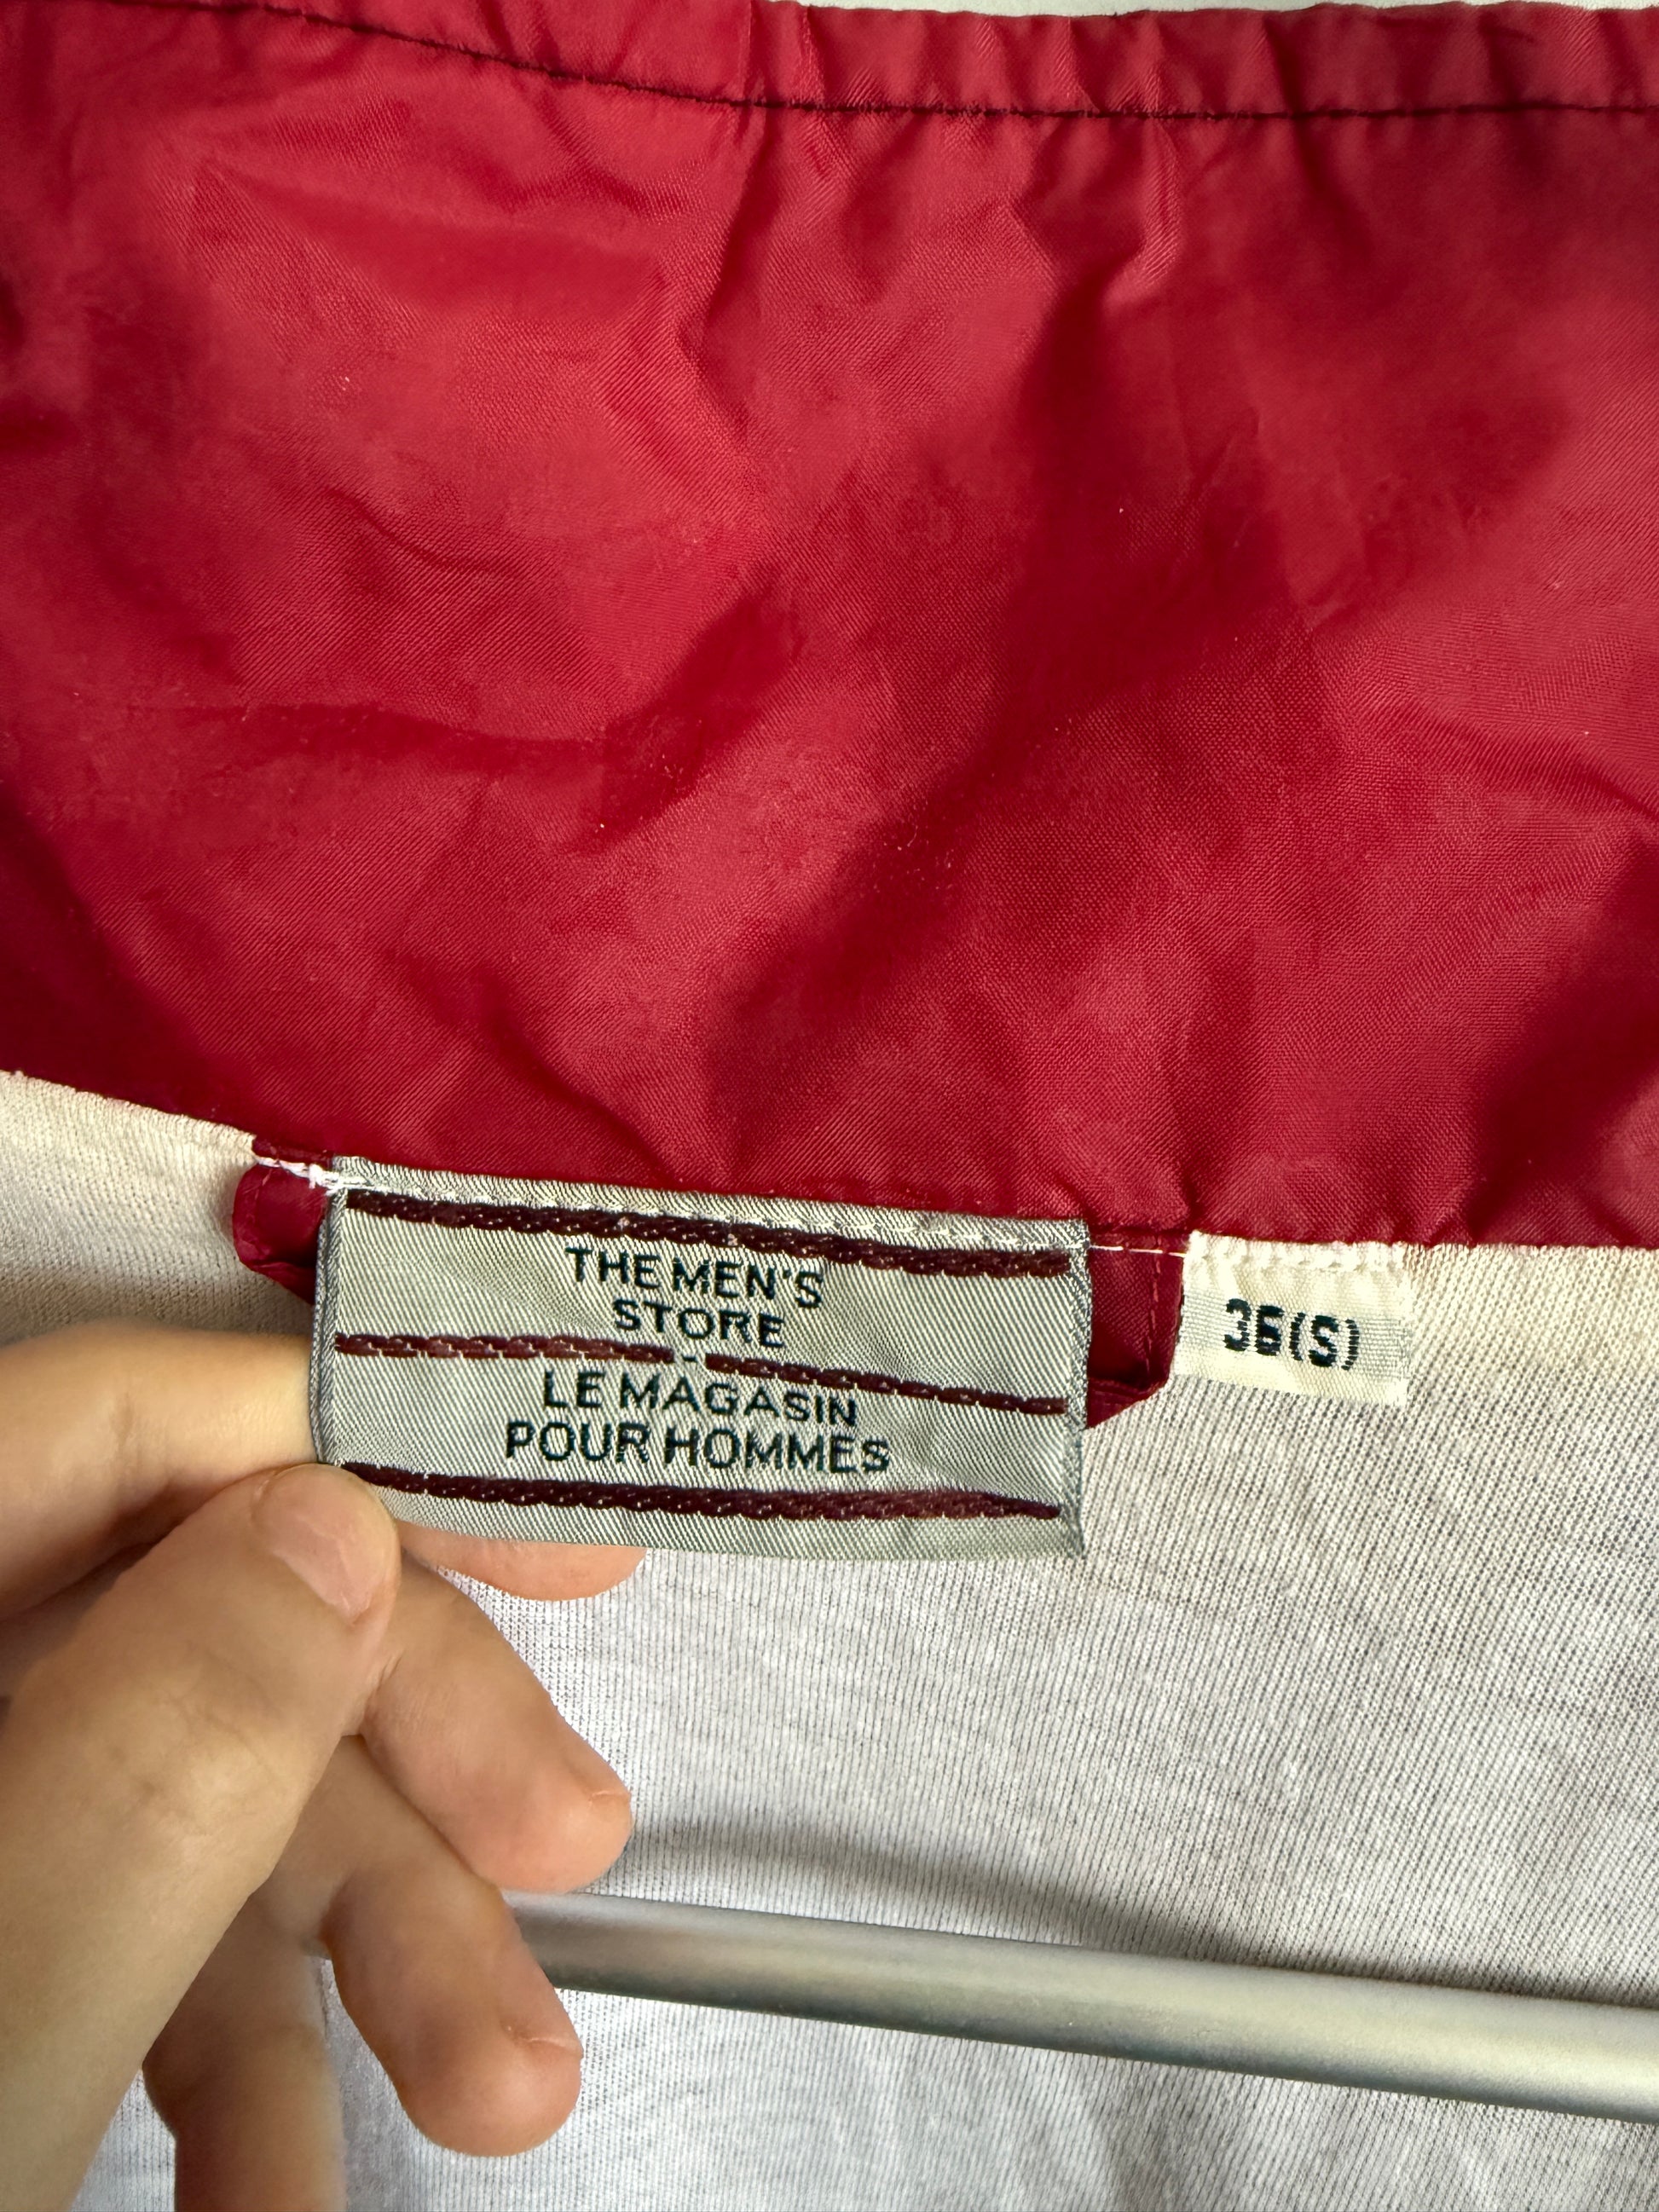 THE MEN'S
STORE
-
LE MAGASIN
POUR HOMMES
36(S)